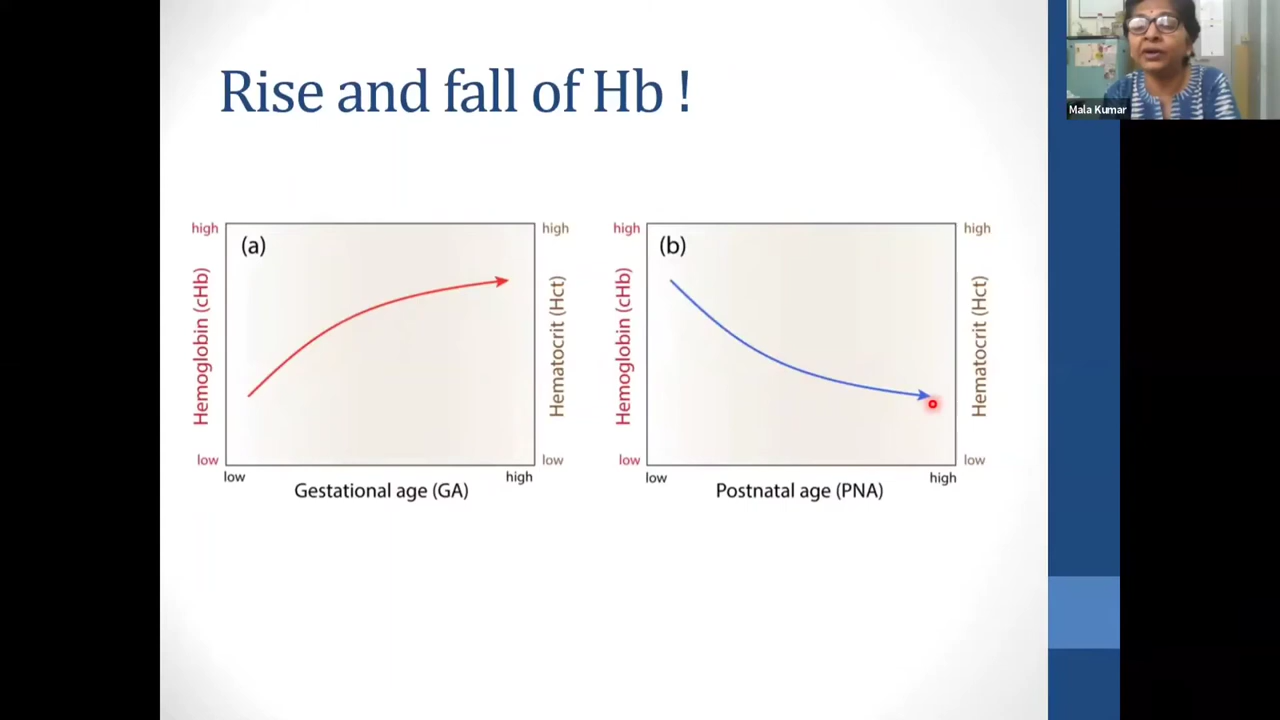 Rise and fall of Hb !
Mala Kumar
high
(a)
high
Hemoglobin (cHb)
Hematocrit (Hct)
low
low
low
high
Gestational age (GA)
high
(b)
high
Hemoglobin (cHb)
Hematocrit (Hct)
low
low
low
high
Postnatal age (PNA)